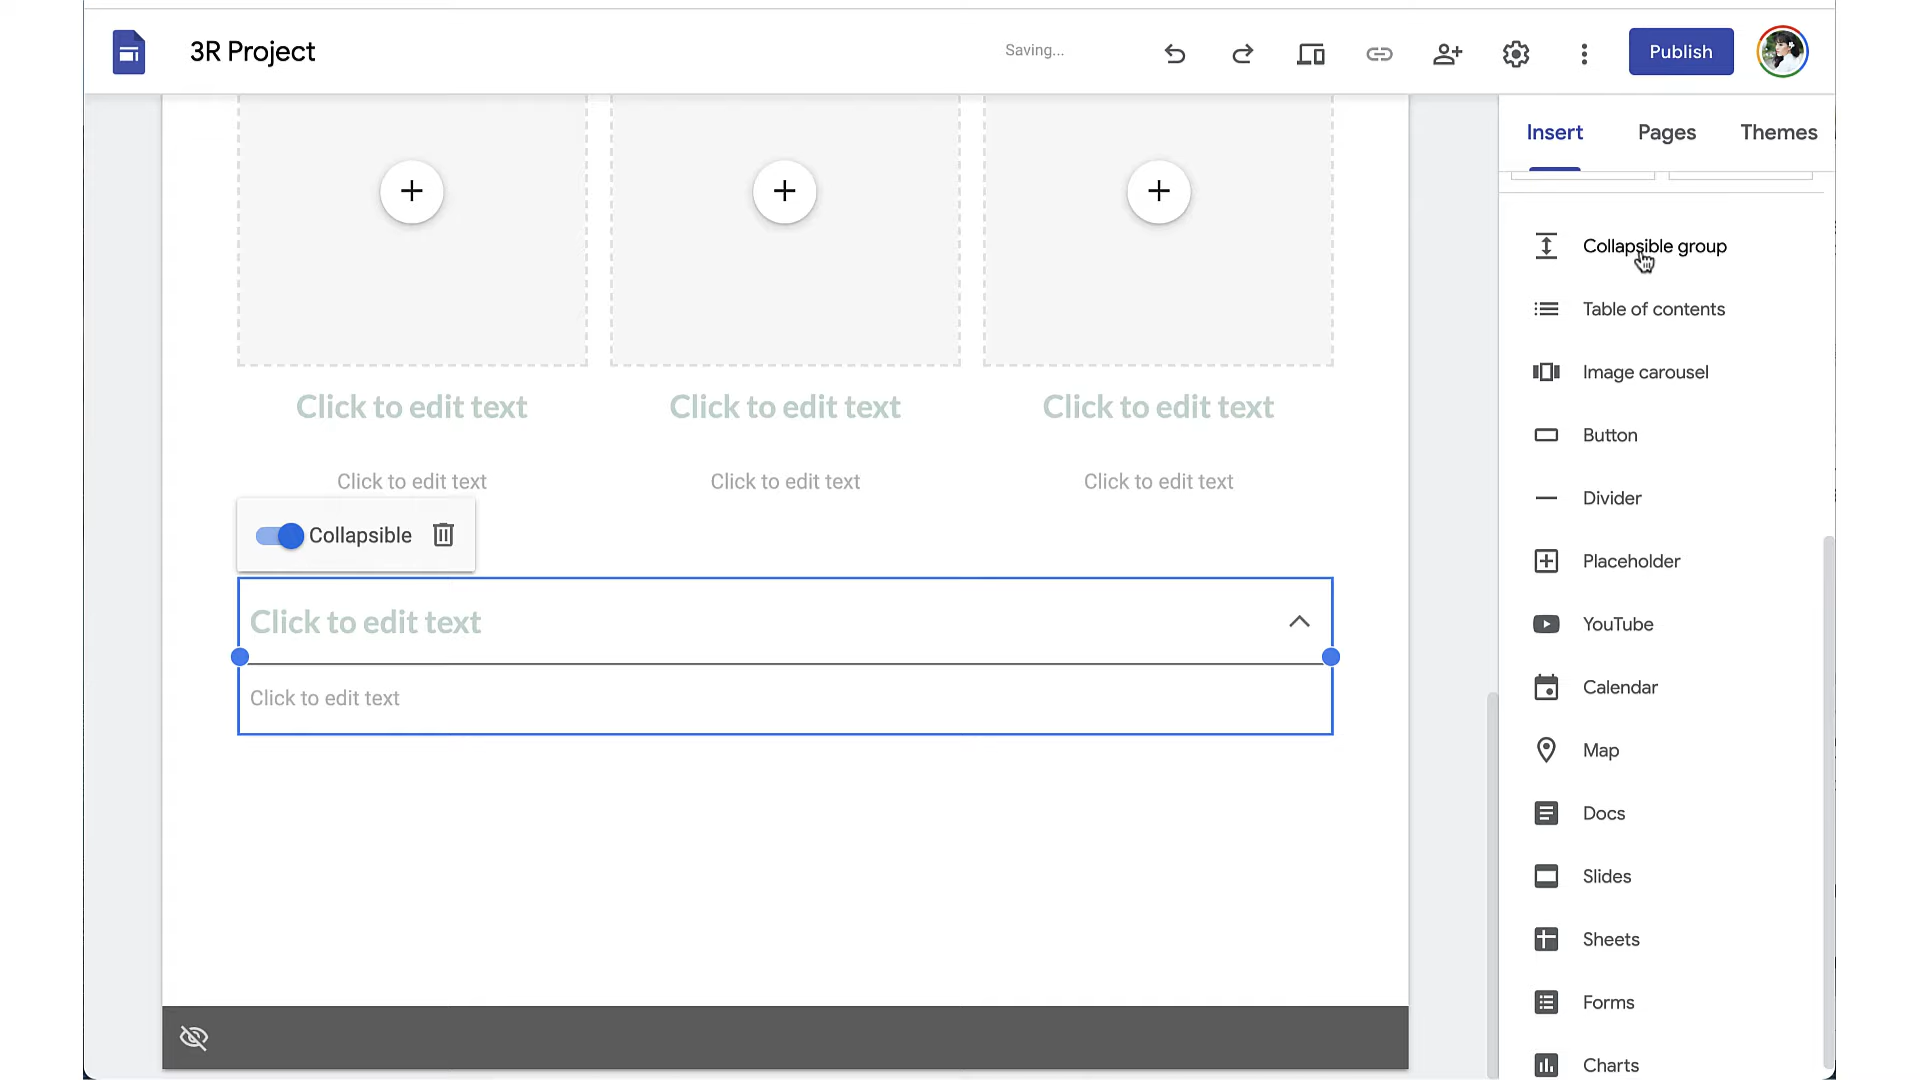 3R Project
Saving...
Publish
Insert
Pages
Themes
Collapsible group
Table of contents
Image carousel
Button
Divider
Placeholder
YouTube
Calendar
Map
Docs
Slides
Sheets
Forms
Charts
Click to edit text
Click to edit text
Click to edit text
Click to edit text
Click to edit text
Click to edit text
Collapsible
Click to edit text
Click to edit text